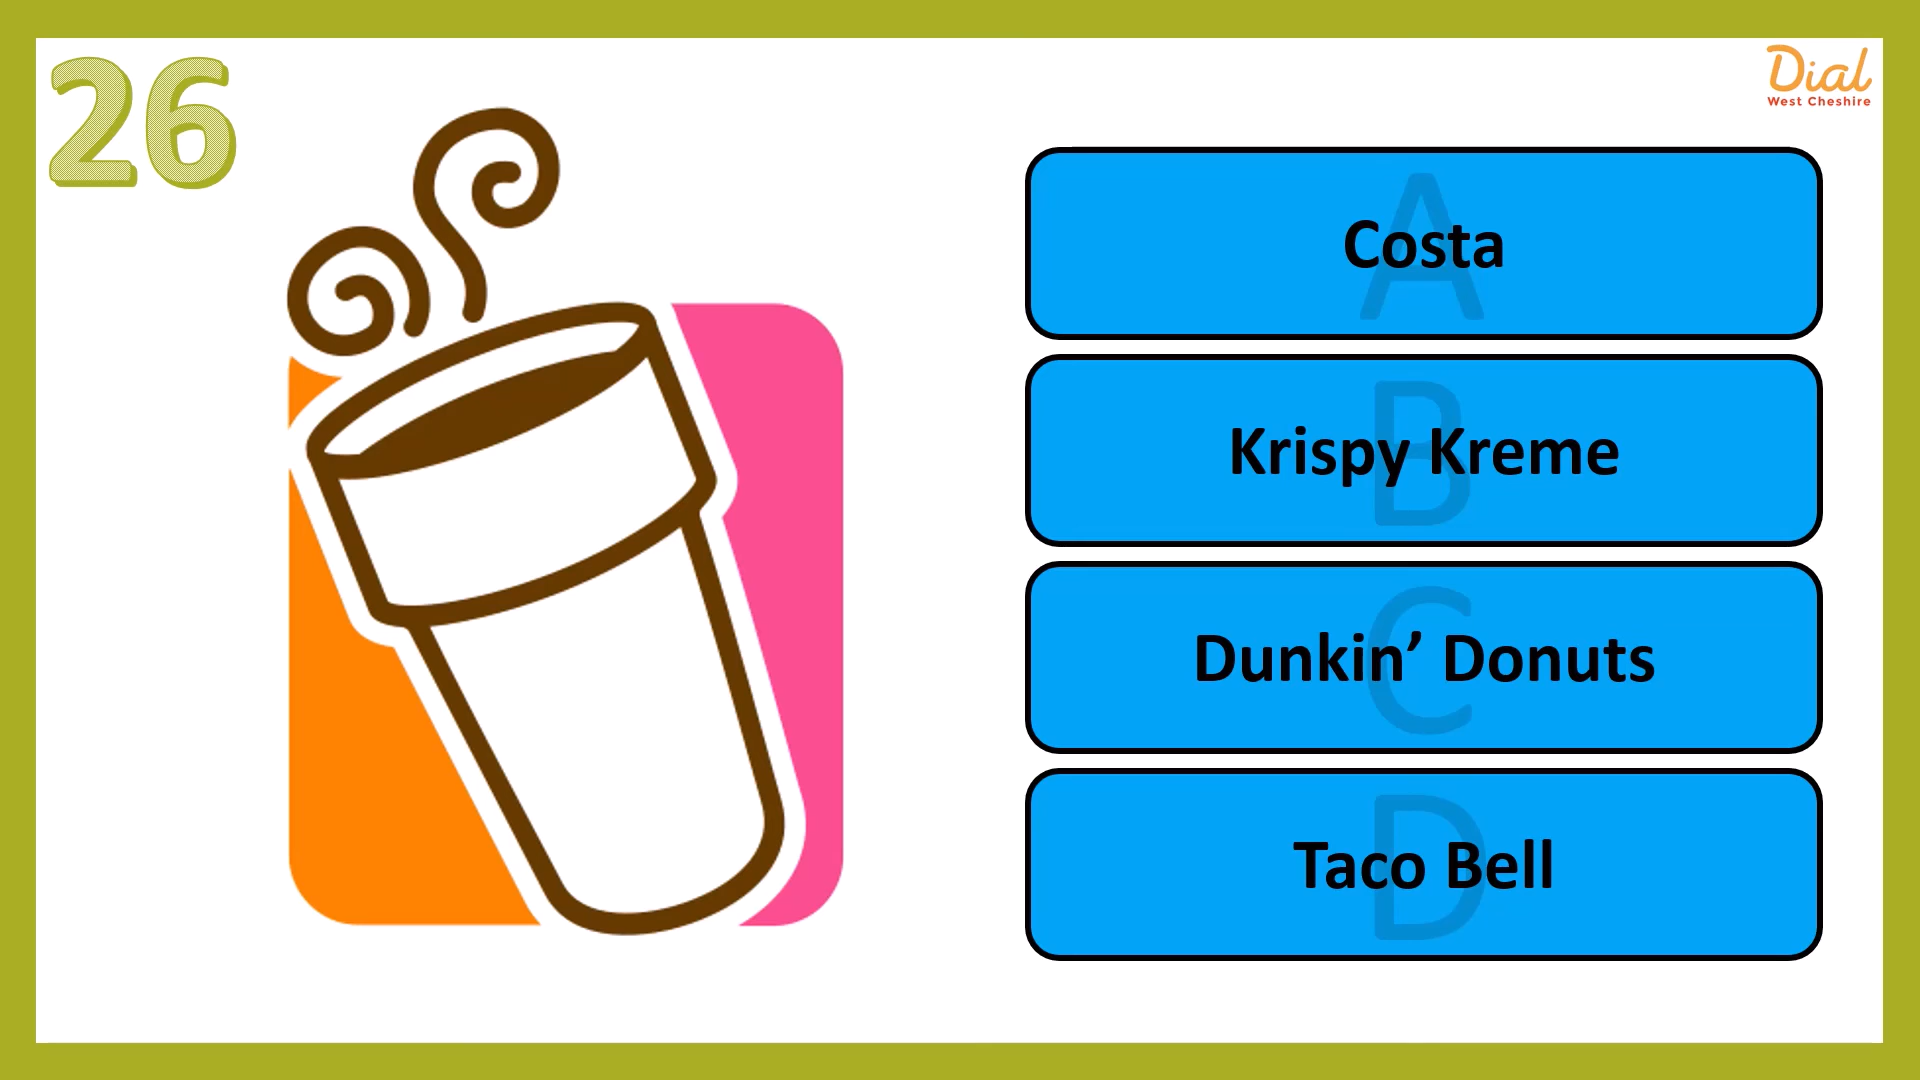 26
Dial
West Cheshire
A
Costa
B
Krispy Kreme
C
Dunkin’ Donuts
D
Taco Bell